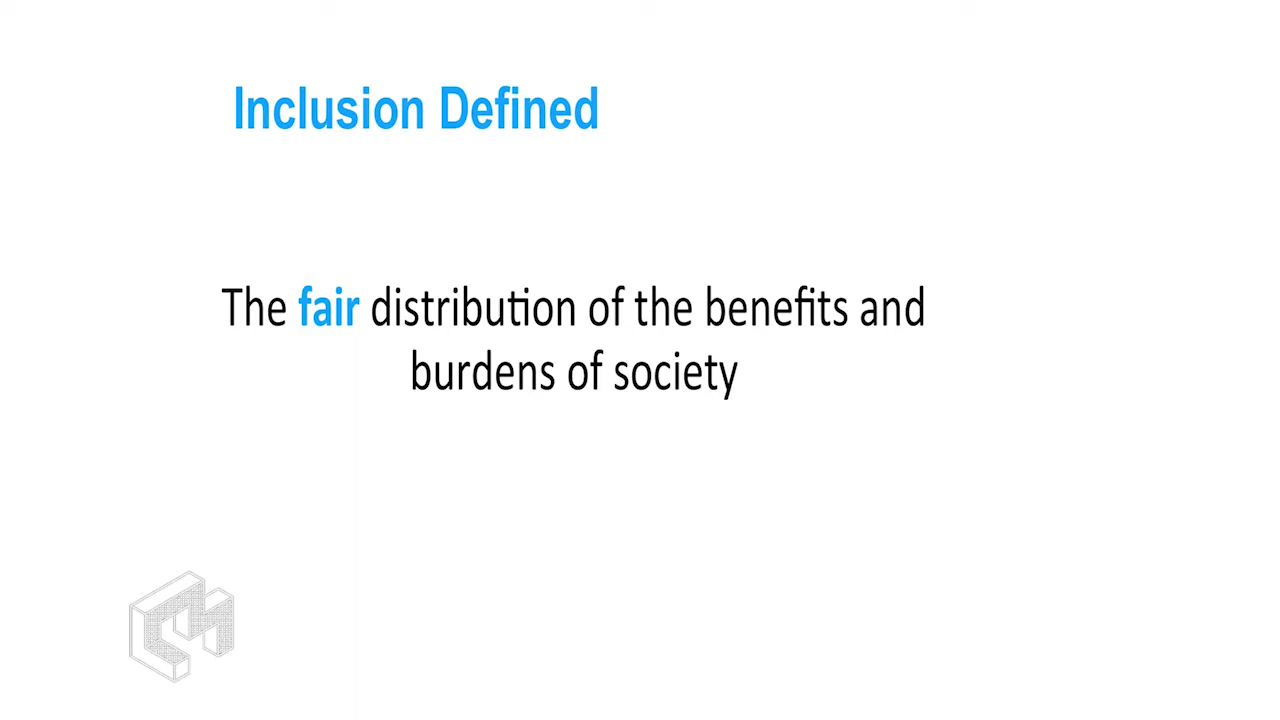 Inclusion Defined
The fair distribution of the benefits and
burdens of society